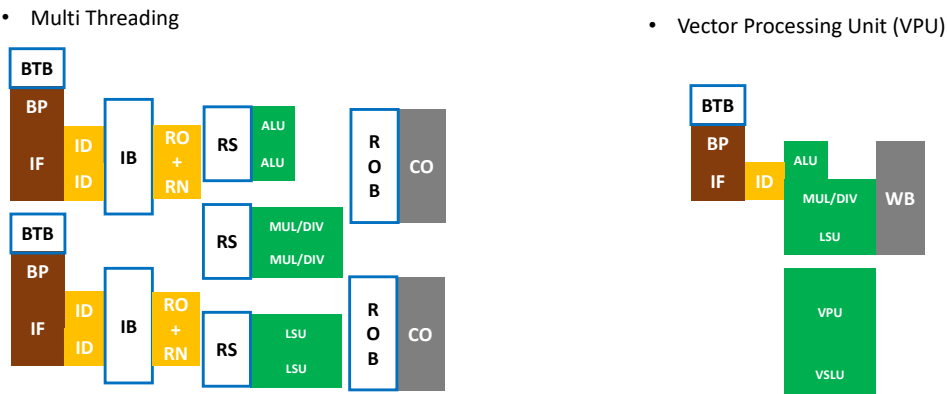 • Multi Threading
BTB
BP
IF
ID
ID
IB
RO
+
RN
RS
ALU
ALU
R
O
B
CO
RS
MUL/DIV
MUL/DIV
BTB
BP
IF
ID
ID
IB
RO
+
RN
RS
LSU
LSU
R
O
B
CO
• Vector Processing Unit (VPU)
BTB
BP
IF
ID
ALU
MUL/DIV
LSU
WB
VPU
VSLU